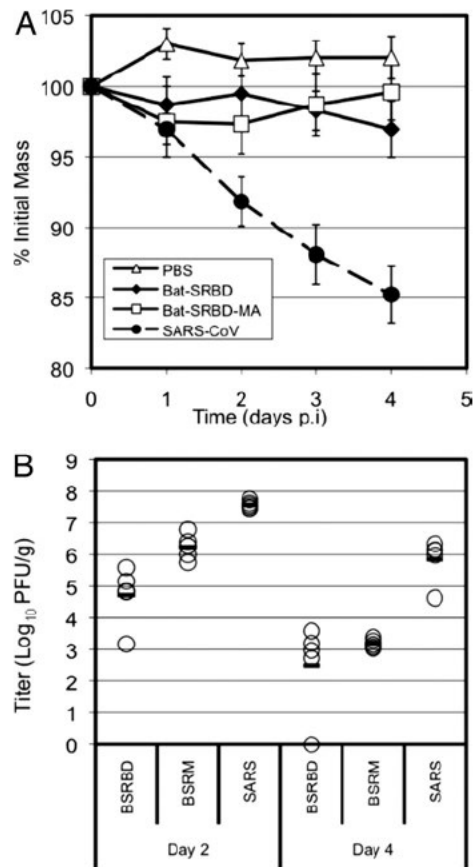 A
105
100
95
90
85
80
% Initial Mass
PBS
Bat-SRBD
Bat-SRBD-MA
SARS-CoV
0 1 2 3 4 5
Time (days p.i)
B
9
8
7
6
5
4
3
2
1
0
Titer (Log10 PFU/g)
BSRBD
BSRM
SARS
BSRBD
BSRM
SARS
Day 2 Day 4